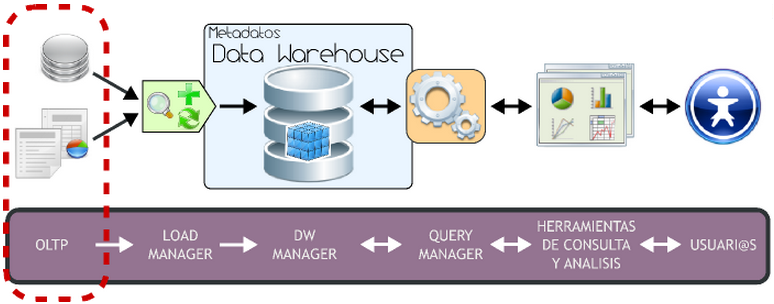 Metadatos
Data Warehouse
OLTP
LOAD
MANAGER
DW
MANAGER
QUERY
MANAGER
HERRAMIENTAS
DE CONSULTA
Y ANALISIS
USUARI@S